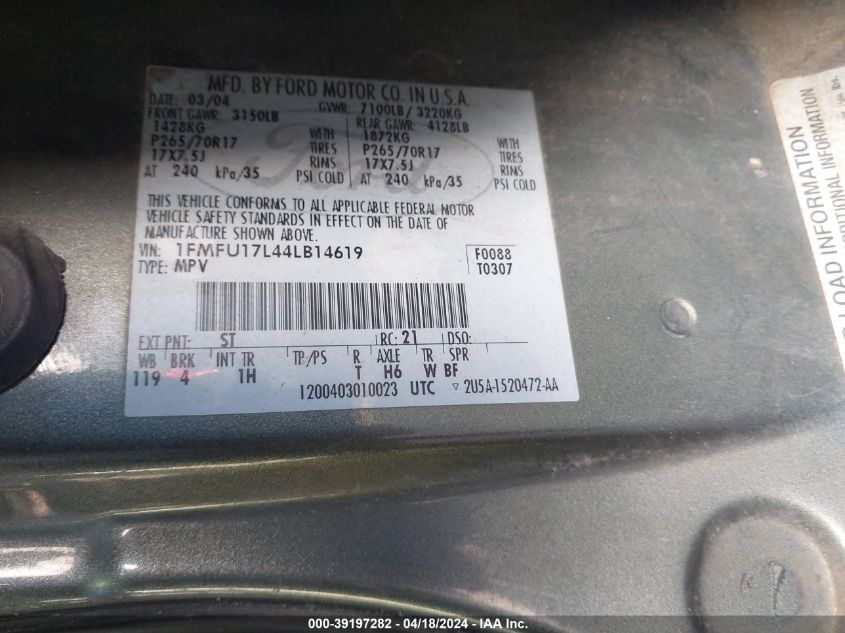 MFD. BY FORD MOTOR CO. IN U.S.A.
DATE: 03/04 GVWR: 7100LB/ 3220KG
FRONT GAWR: 3150LB REAR GAWR: 4128LB
1428KG WITH 1872KG WITH
P265/70R17 TIRES P265/70R17 TIRES
17X7.5J RIMS 17X7.5J RIMS
AT 240 kPa/35 PSI COLD AT 240 kPa/35 PSI COLD
Ford
THIS VEHICLE CONFORMS TO ALL APPLICABLE FEDERAL MOTOR
VEHICLE SAFETY STANDARDS IN EFFECT ON THE DATE OF
MANUFACTURE SHOWN ABOVE.
VIN: 1FMFU17L44LB14619 F0088
TYPE: MPV T0307
EXT PNT: ST RC: 21 DSO:
WB BRK INT TR TP/PS R AXLE TR SPR
119 4 1H T H6 W BF
1200403010023 UTC ▽ 2U5A-1520472-AA
LOAD INFORMATION
INFORMATION
lbs.
000-39197282 - 04/18/2024 - IAA Inc.